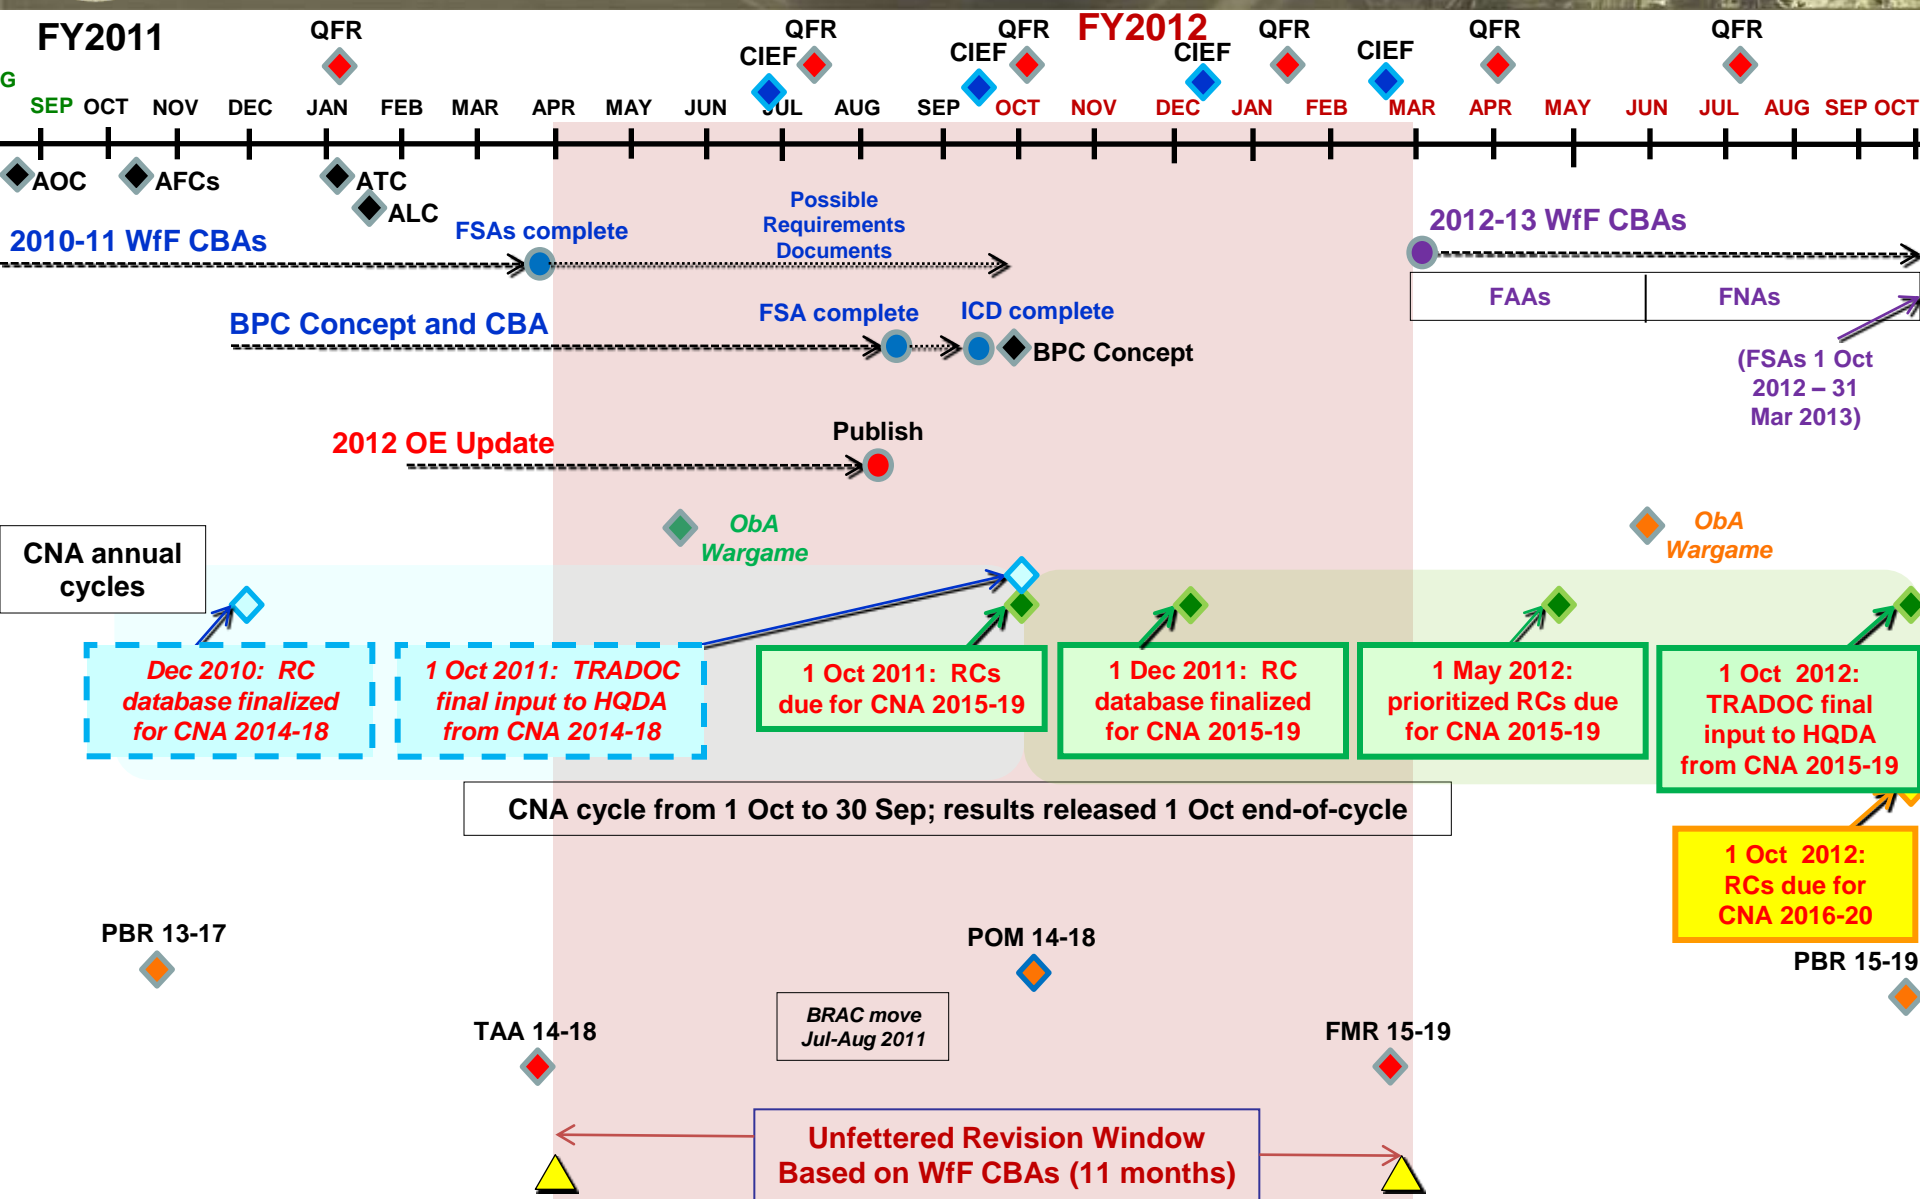 FY2011
FY2012
QFR
QFR
QFR
QFR
QFR
QFR
CIEF
CIEF
CIEF
CIEF
G
SEP OCT NOV DEC JAN FEB MAR APR MAY JUN JUL AUG SEP OCT NOV DEC JAN FEB MAR APR MAY JUN JUL AUG SEP OCT
AOC
AFCs
ATC
ALC
2010-11 WfF CBAs
FSAs complete
Possible
Requirements
Documents
2012-13 WfF CBAs
FAAs
FNAs
(FSAs 1 Oct
2012 – 31
Mar 2013)
BPC Concept and CBA
FSA complete
ICD complete
BPC Concept
2012 OE Update
Publish
ObA
Wargame
ObA
Wargame
CNA annual
cycles
Dec 2010: RC
database finalized
for CNA 2014-18
1 Oct 2011: TRADOC
final input to HQDA
from CNA 2014-18
1 Oct 2011: RCs
due for CNA 2015-19
1 Dec 2011: RC
database finalized
for CNA 2015-19
1 May 2012:
prioritized RCs due
for CNA 2015-19
1 Oct 2012:
TRADOC final
input to HQDA
from CNA 2015-19
CNA cycle from 1 Oct to 30 Sep; results released 1 Oct end-of-cycle
1 Oct 2012:
RCs due for
CNA 2016-20
PBR 13-17
POM 14-18
PBR 15-19
BRAC move
Jul-Aug 2011
TAA 14-18
FMR 15-19
Unfettered Revision Window
Based on WfF CBAs (11 months)